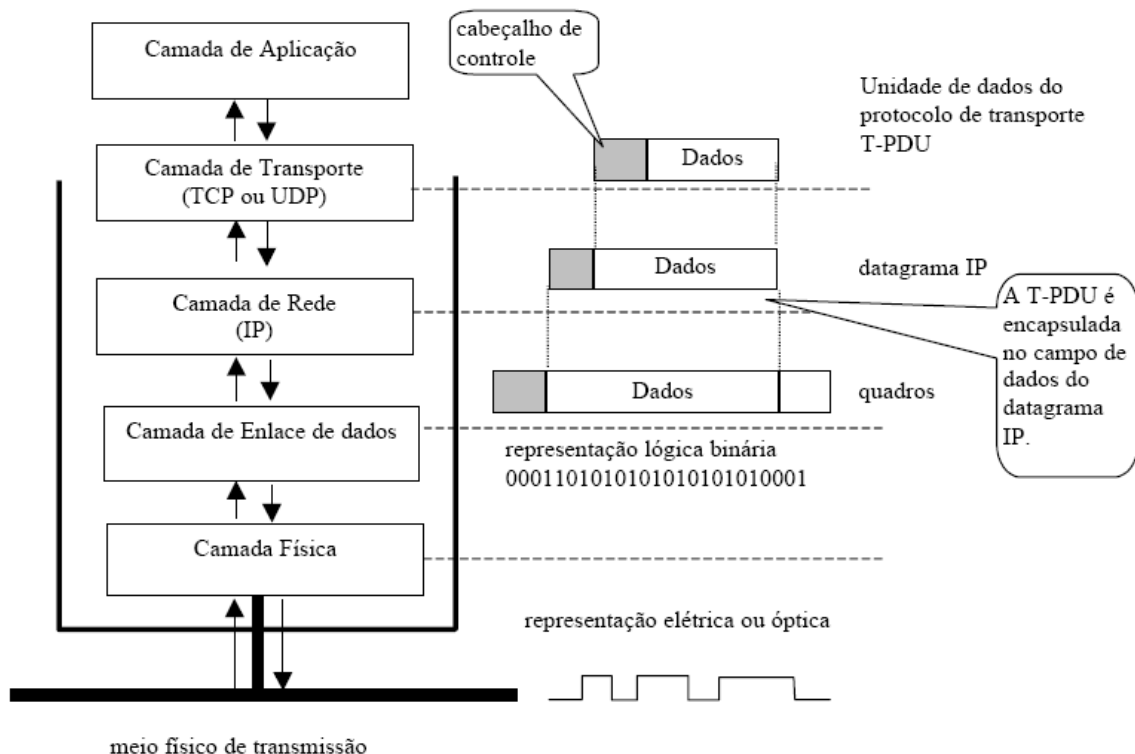 Camada de Aplicação
cabeçalho de
controle
Unidade de dados do
protocolo de transporte
T-PDU
Camada de Transporte
(TCP ou UDP)
Dados
Camada de Rede
(IP)
Dados
datagrama IP
A T-PDU é
encapsulada
no campo de
dados do
datagrama
IP.
Camada de Enlace de dados
Dados
quadros
representação lógica binária
0001101010101010101010001
Camada Física
representação elétrica ou óptica
meio físico de transmissão